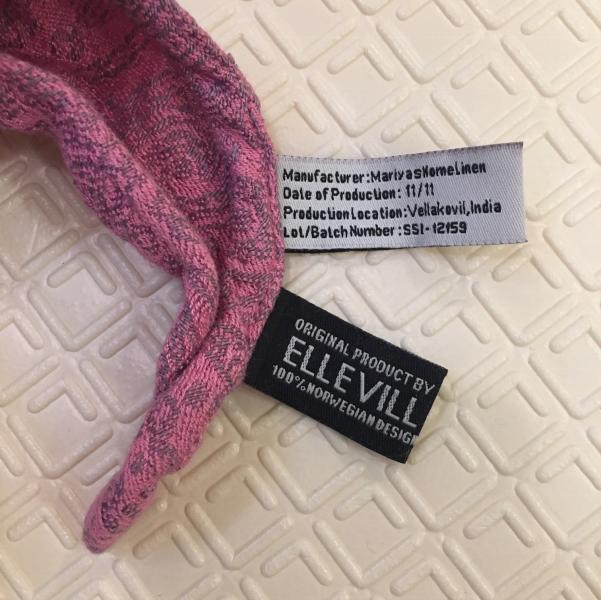 Manufacturer:MariyasHomeLinen
Date of Production: 11/11
Production Location:Vellakovil,India
Lot/Batch Number:SSI-12159
ORIGINAL PRODUCT BY
ELLEVILL
100% NORWEGIAN DESIGN